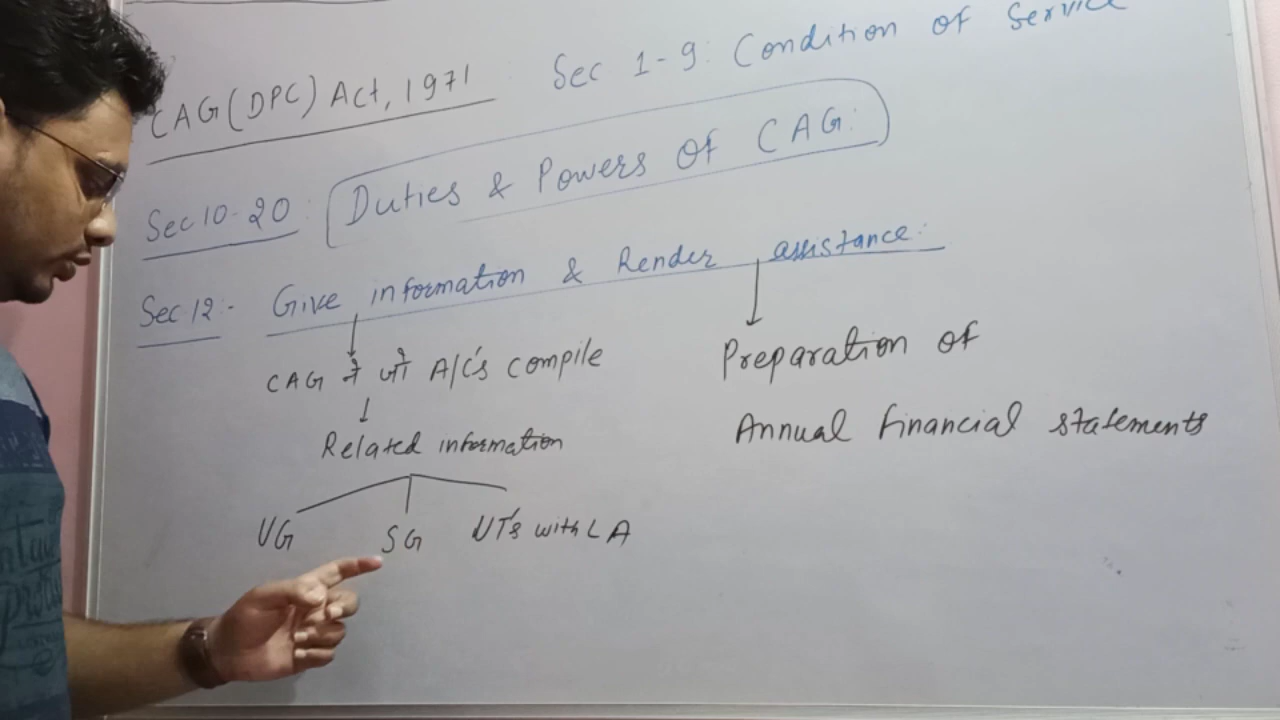 CAG (DPC) Act, 1971 Sec 1-9: Condition of Service
Sec 10-20: Duties & Powers of CAG:
Sec 12:- Give information & Render assistance:
CAG ने जो A/C's compile
Related information
UG SG UT's with LA
Preparation of
Annual financial statements